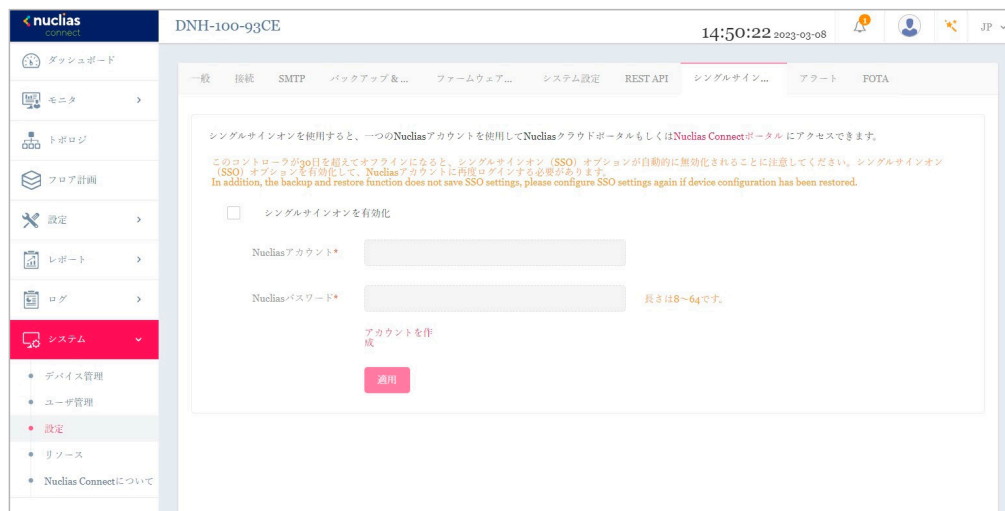 nuclias
connect
DNH-100-93CE
14:50:22 2023-03-08
1
JP
ダッシュボード
モニタ
トポロジ
フロア計画
設定
レポート
ログ
システム
デバイス管理
ユーザ管理
設定
リソース
Nuclias Connectについて
一般 接続 SMTP バックアップ & ... ファームウェア... システム設定 REST API シングルサイン... アラート FOTA
シングルサインオンを使用すると、一つのNucliasアカウントを使用してNucliasクラウドポータルもしくはNuclias Connectポータル にアクセスできます。
このコントローラが30日を超えてオフラインになると、シングルサインオン（SSO）オプションが自動的に無効化されることに注意してください。シングルサインオン
（SSO）オプションを有効化して、Nucliasアカウントに再度ログインする必要があります。
In addition, the backup and restore function does not save SSO settings, please configure SSO settings again if device configuration has been restored.
シングルサインオンを有効化
Nucliasアカウント*
Nucliasパスワード*
長さは8～64です。
アカウントを作
成
適用